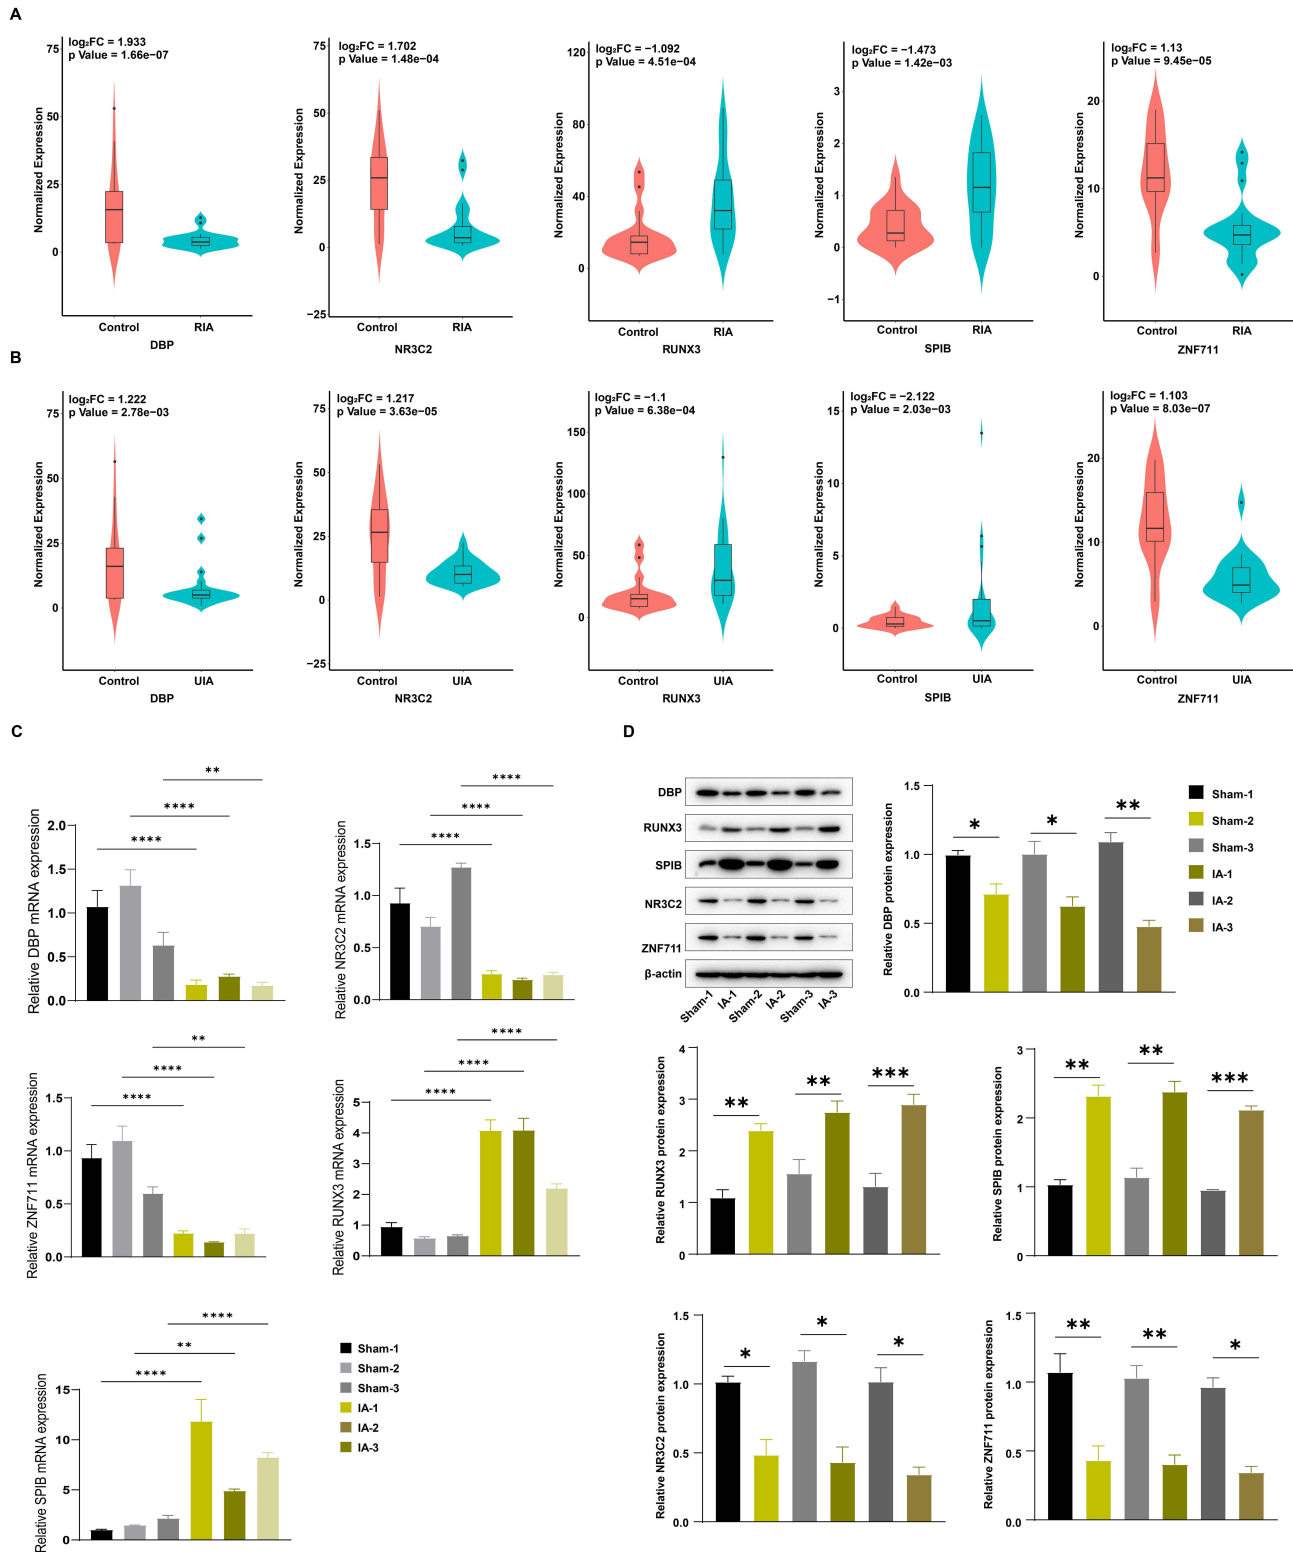 A
log₂FC = 1.933
p Value = 1.66e−07
Normalized Expression
75
50
25
0
Control
RIA
DBP
log₂FC = 1.702
p Value = 1.48e−04
Normalized Expression
75
50
25
0
−25
Control
RIA
NR3C2
log₂FC = −1.092
p Value = 4.51e−04
Normalized Expression
120
80
40
0
Control
RIA
RUNX3
log₂FC = −1.473
p Value = 1.42e−03
Normalized Expression
3
2
1
0
−1
Control
RIA
SPIB
log₂FC = 1.13
p Value = 9.45e−05
Normalized Expression
20
10
0
Control
RIA
ZNF711
B
log₂FC = 1.222
p Value = 2.78e−03
Normalized Expression
75
50
25
0
Control
UIA
DBP
log₂FC = 1.217
p Value = 3.63e−05
Normalized Expression
75
50
25
0
−25
Control
UIA
NR3C2
log₂FC = −1.1
p Value = 6.38e−04
Normalized Expression
150
100
50
0
Control
UIA
RUNX3
log₂FC = −2.122
p Value = 2.03e−03
Normalized Expression
15
10
5
0
Control
UIA
SPIB
log₂FC = 1.103
p Value = 8.03e−07
Normalized Expression
20
10
0
Control
UIA
ZNF711
C
Relative DBP mRNA expression
2.0
1.5
1.0
0.5
0.0
**
****
****
Relative NR3C2 mRNA expression
1.5
1.0
0.5
0.0
****
****
****
Relative ZNF711 mRNA expression
1.5
1.0
0.5
0.0
**
****
****
Relative RUNX3 mRNA expression
5
4
3
2
1
0
****
****
****
Relative SPIB mRNA expression
15
10
5
0
****
**
****
Sham-1
Sham-2
Sham-3
IA-1
IA-2
IA-3
D
DBP
RUNX3
SPIB
NR3C2
ZNF711
β-actin
Sham-1
IA-1
Sham-2
IA-2
Sham-3
IA-3
Relative DBP protein expression
1.5
1.0
0.5
0.0
*
*
**
Sham-1
Sham-2
Sham-3
IA-1
IA-2
IA-3
Relative RUNX3 protein expression
4
3
2
1
0
**
**
***
Relative SPIB protein expression
3
2
1
0
**
**
***
Relative NR3C2 protein expression
1.5
1.0
0.5
0.0
*
*
*
Relative ZNF711 protein expression
1.5
1.0
0.5
0.0
**
**
*